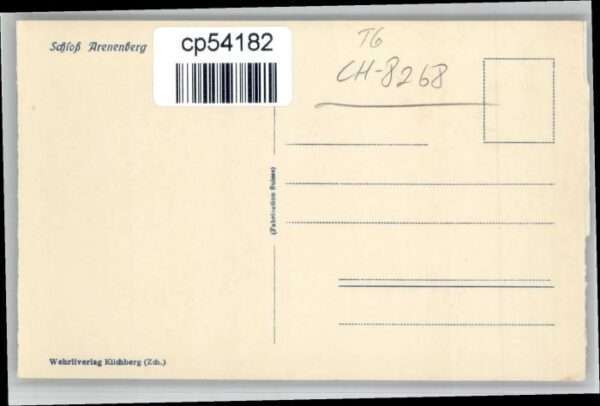 Schloß Arenenberg
cp54182
TG
CH-8268
(Fabrication Suisse)
Wehrliverlag Kilchberg (Zch.)